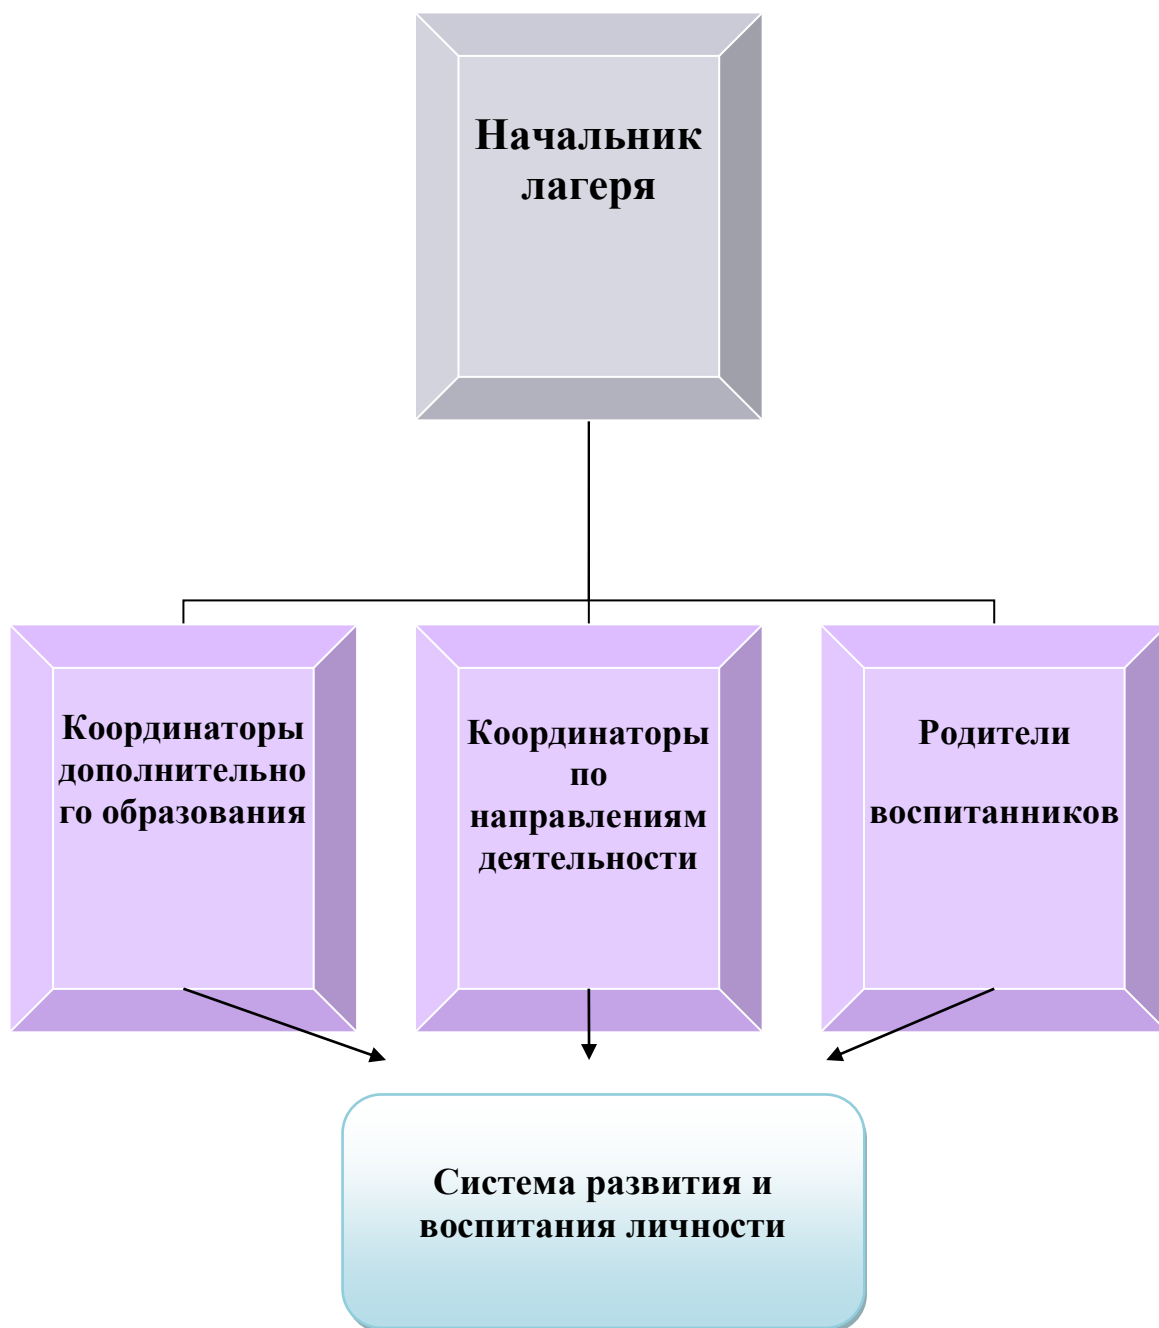 Начальник
лагеря
Координаторы
дополнительно
го образования
Координаторы
по
направлениям
деятельности
Родители
воспитанников
Система развития и
воспитания личности